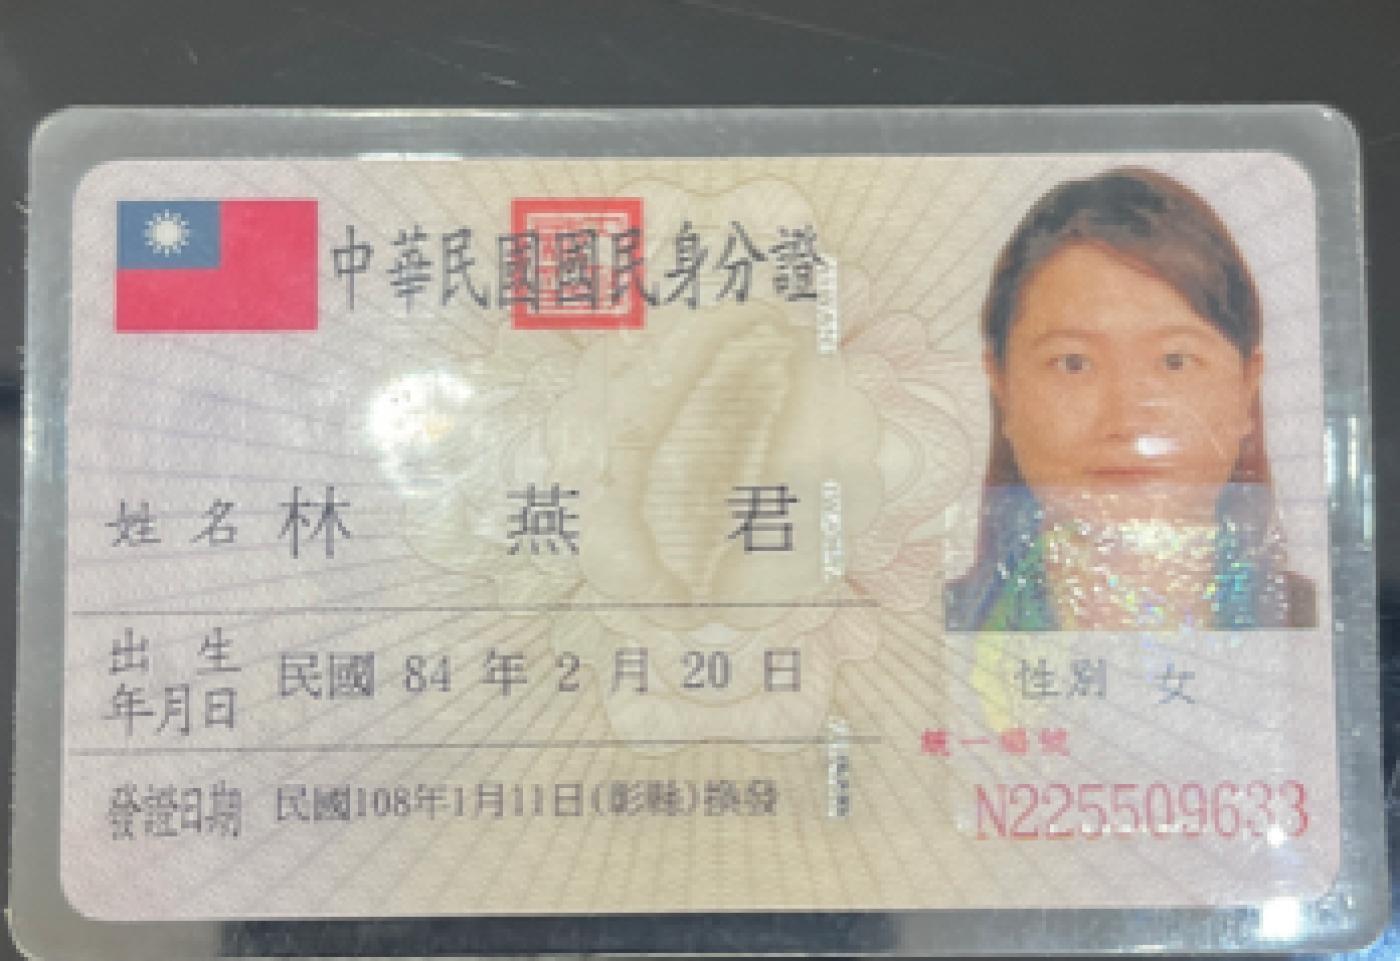 中華民國國民身分證
姓名 林燕君
出生年月日 民國 84 年 2 月 20 日
性別 女
統一編號
N225509633
發證日期 民國108年1月11日(彰縣)換發